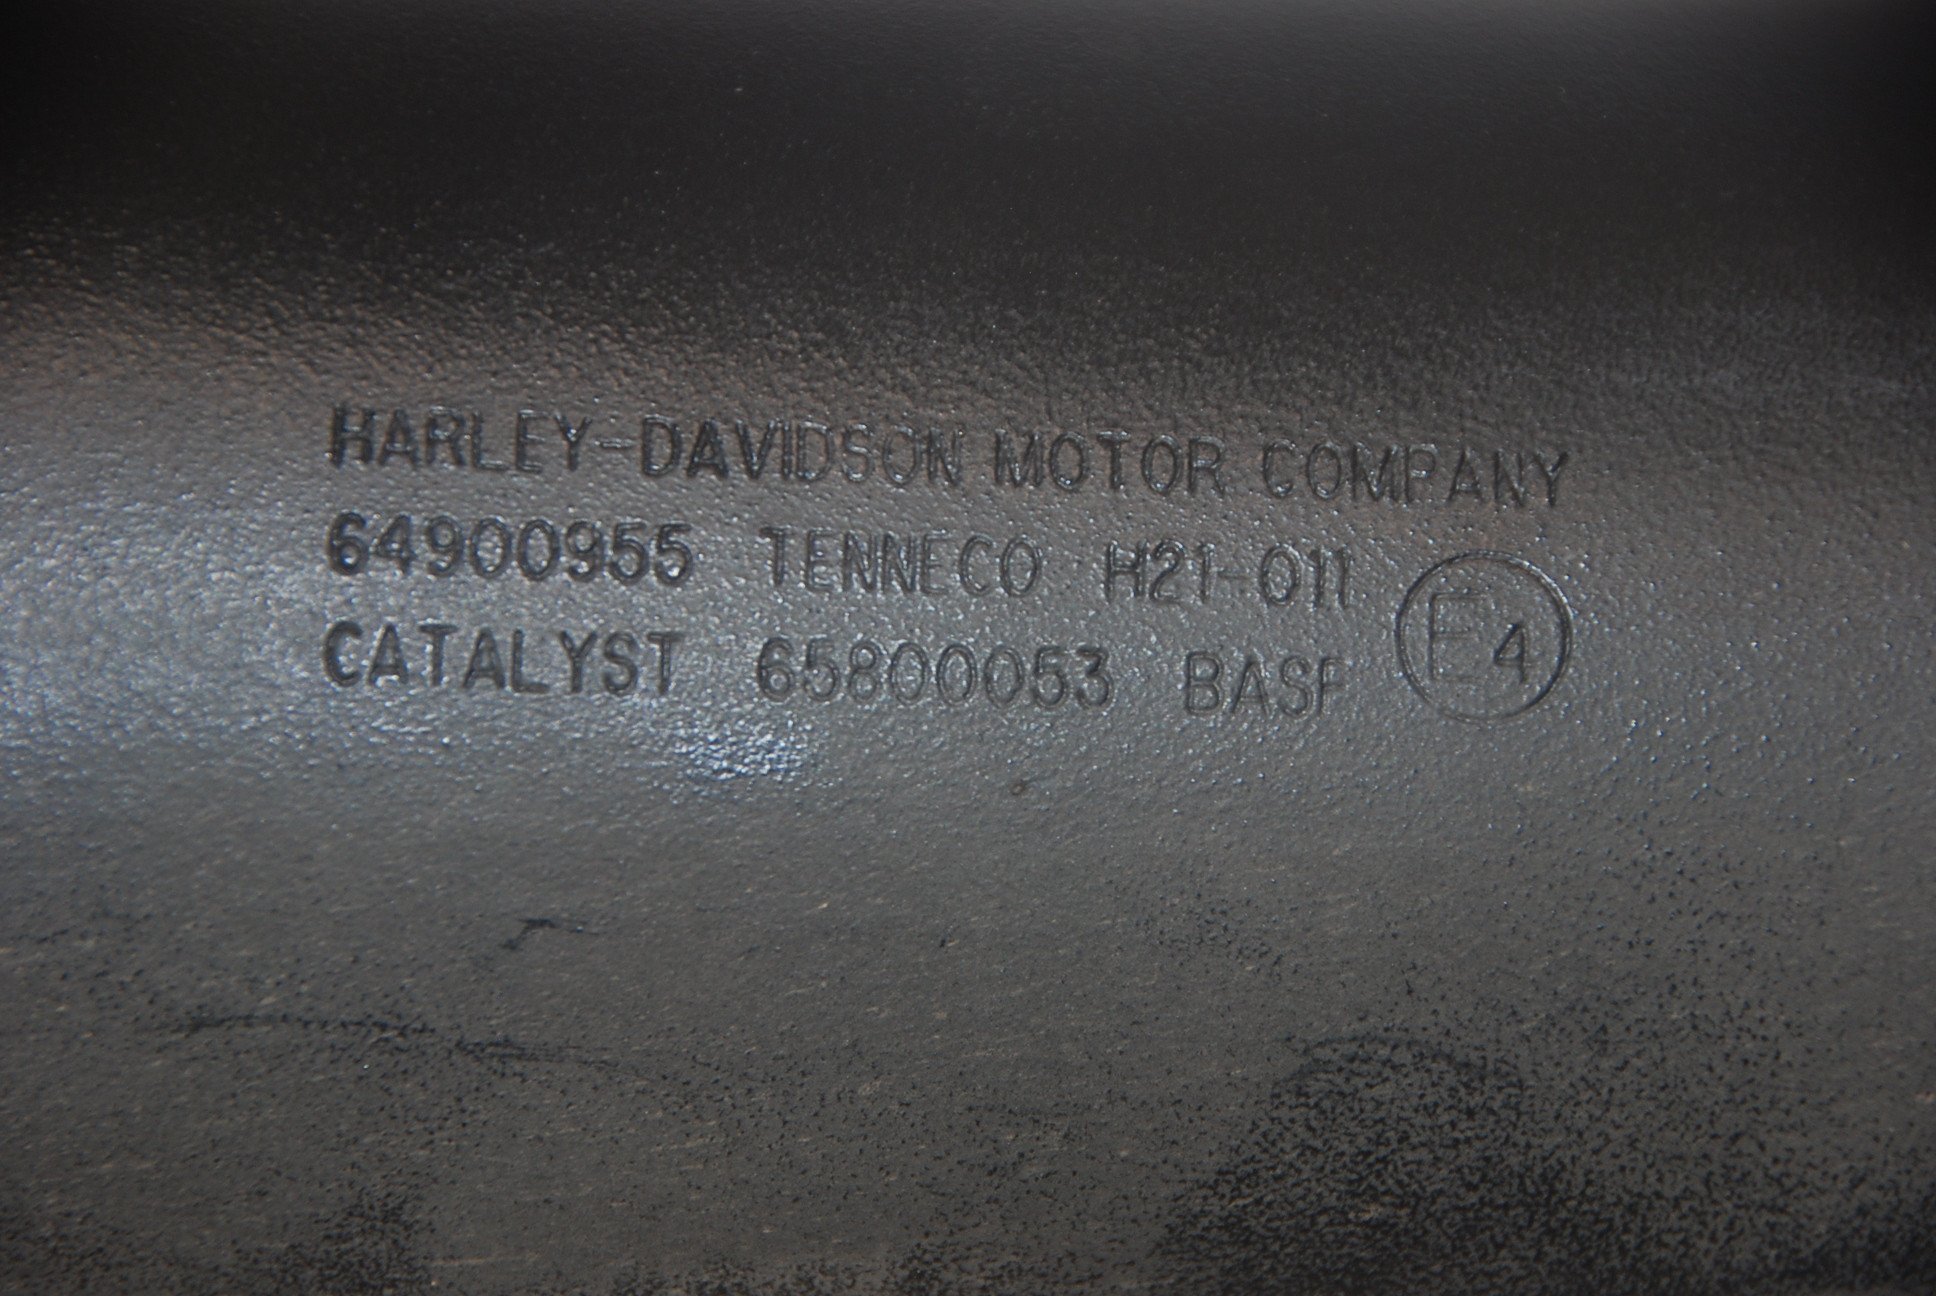 HARLEY-DAVIDSON MOTOR COMPANY
64900955 TENNECO H21-011
CATALYST 65800053 BASF
E4